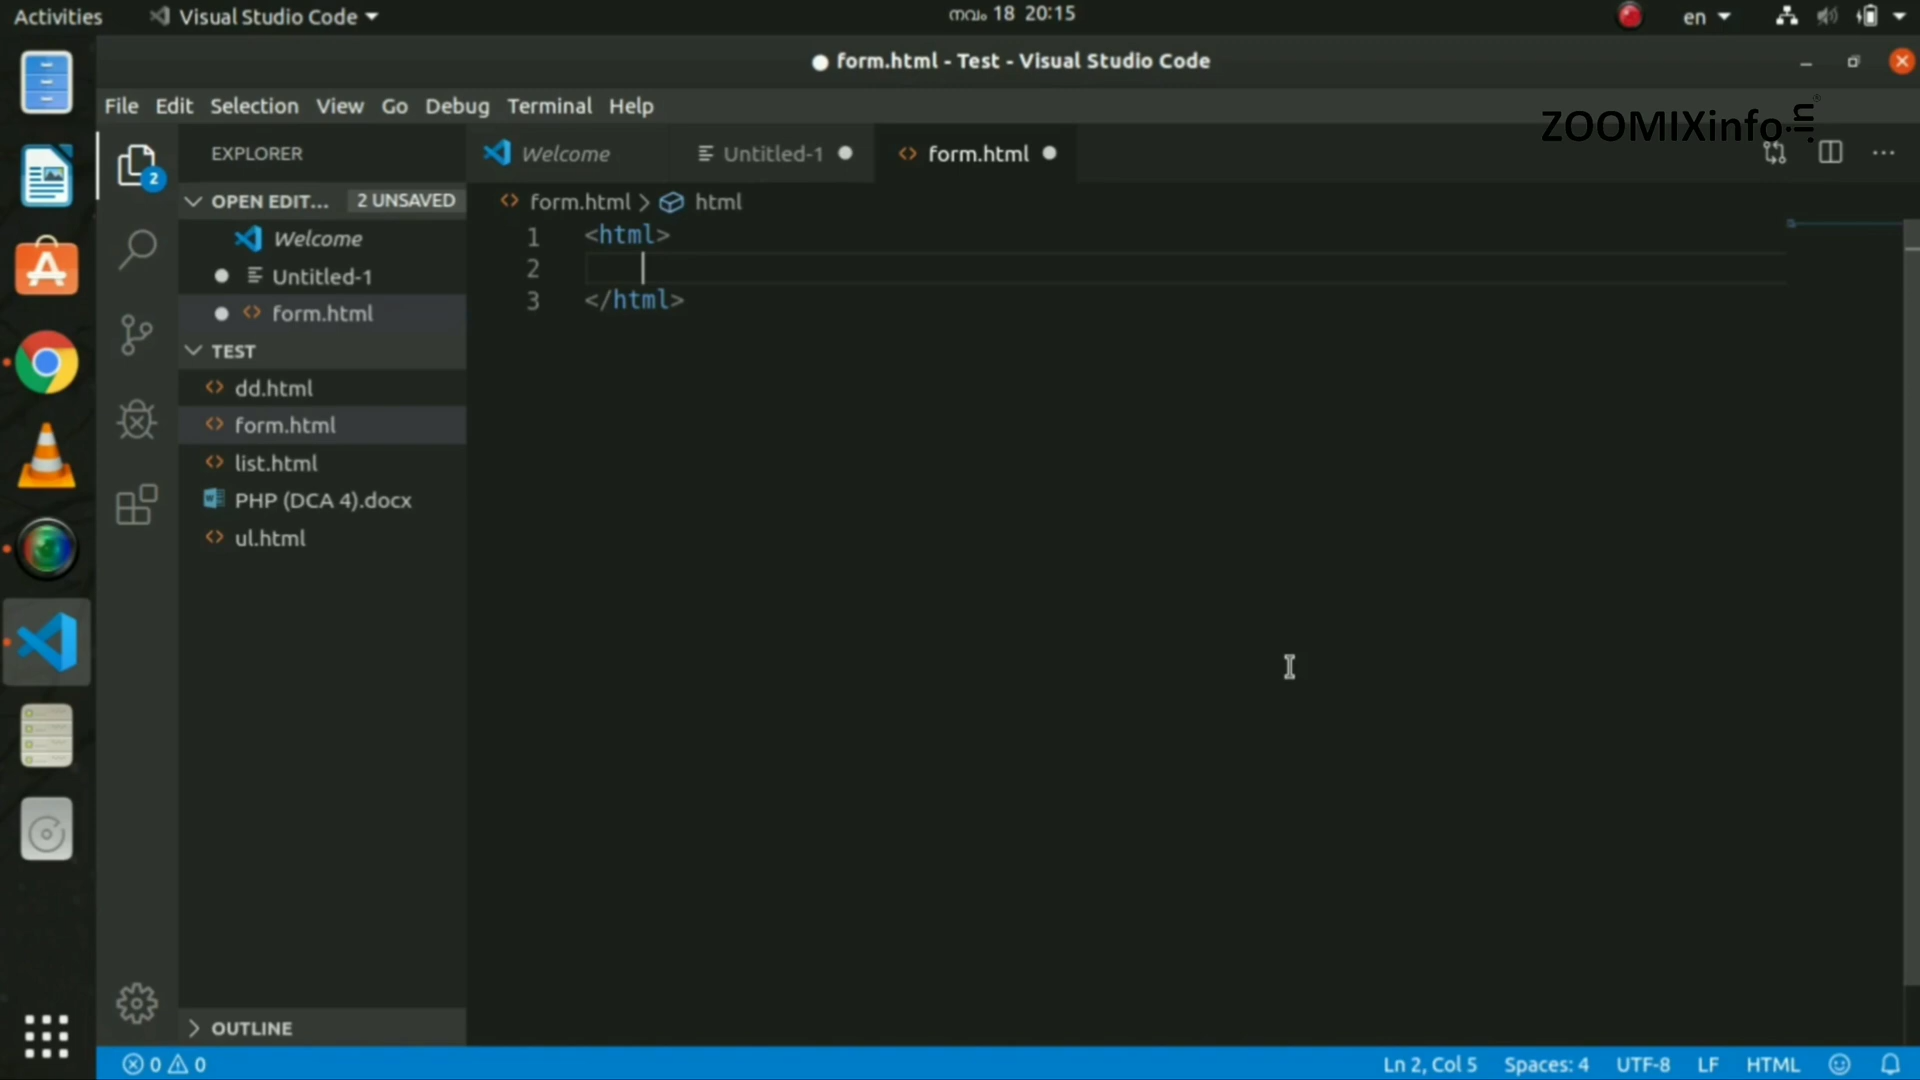 Activities
Visual Studio Code
നവം 18 20:15
en
form.html - Test - Visual Studio Code
File Edit Selection View Go Debug Terminal Help
ZOOMIXinfo.in
EXPLORER
Welcome
Untitled-1
form.html
2
OPEN EDIT... 2 UNSAVED
form.html > html
Welcome
1 <html>
Untitled-1
2
form.html
3 </html>
TEST
dd.html
form.html
list.html
PHP (DCA 4).docx
ul.html
OUTLINE
0 0
Ln 2, Col 5 Spaces: 4 UTF-8 LF HTML